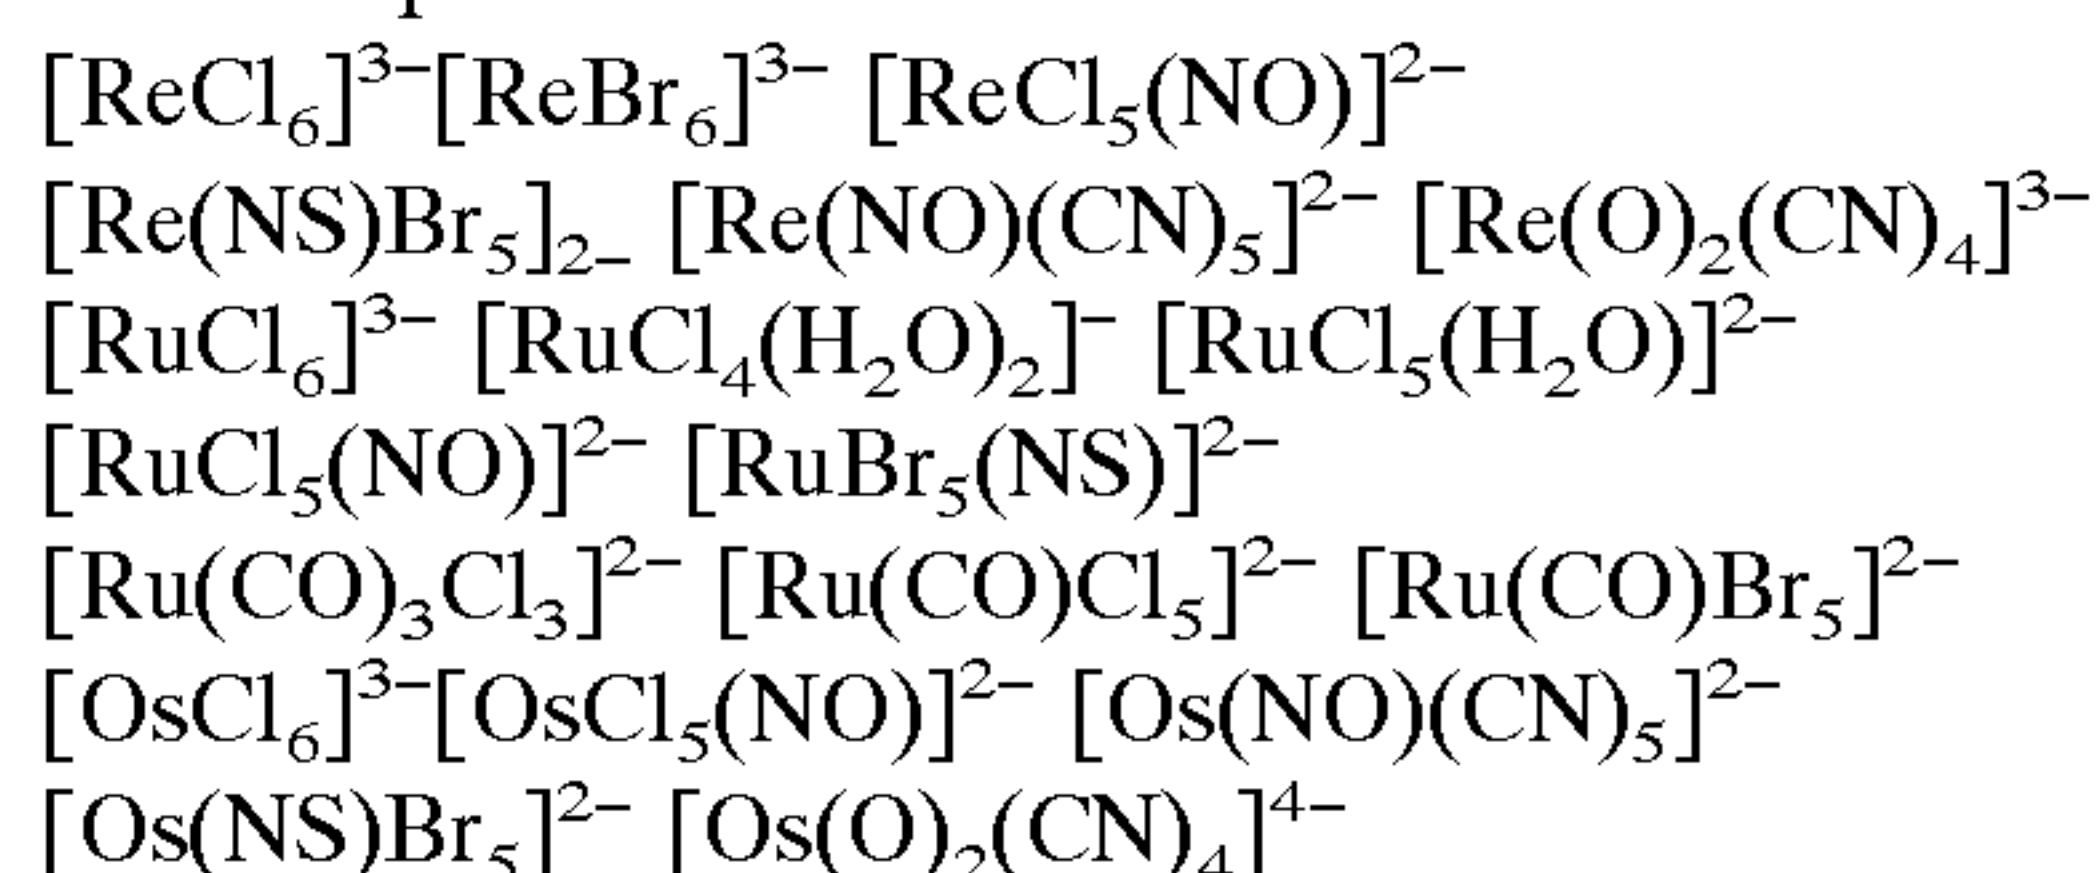 [ReCl₆]³⁻[ReBr₆]³⁻ [ReCl₅(NO)]²⁻
[Re(NS)Br₅]₂₋ [Re(NO)(CN)₅]²⁻ [Re(O)₂(CN)₄]³⁻
[RuCl₆]³⁻ [RuCl₄(H₂O)₂]⁻ [RuCl₅(H₂O)]²⁻
[RuCl₅(NO)]²⁻ [RuBr₅(NS)]²⁻
[Ru(CO)₃Cl₃]²⁻ [Ru(CO)Cl₅]²⁻ [Ru(CO)Br₅]²⁻
[OsCl₆]³⁻[OsCl₅(NO)]²⁻ [Os(NO)(CN)₅]²⁻
[Os(NS)Br₅]²⁻ [Os(O)₂(CN)₄]⁴⁻